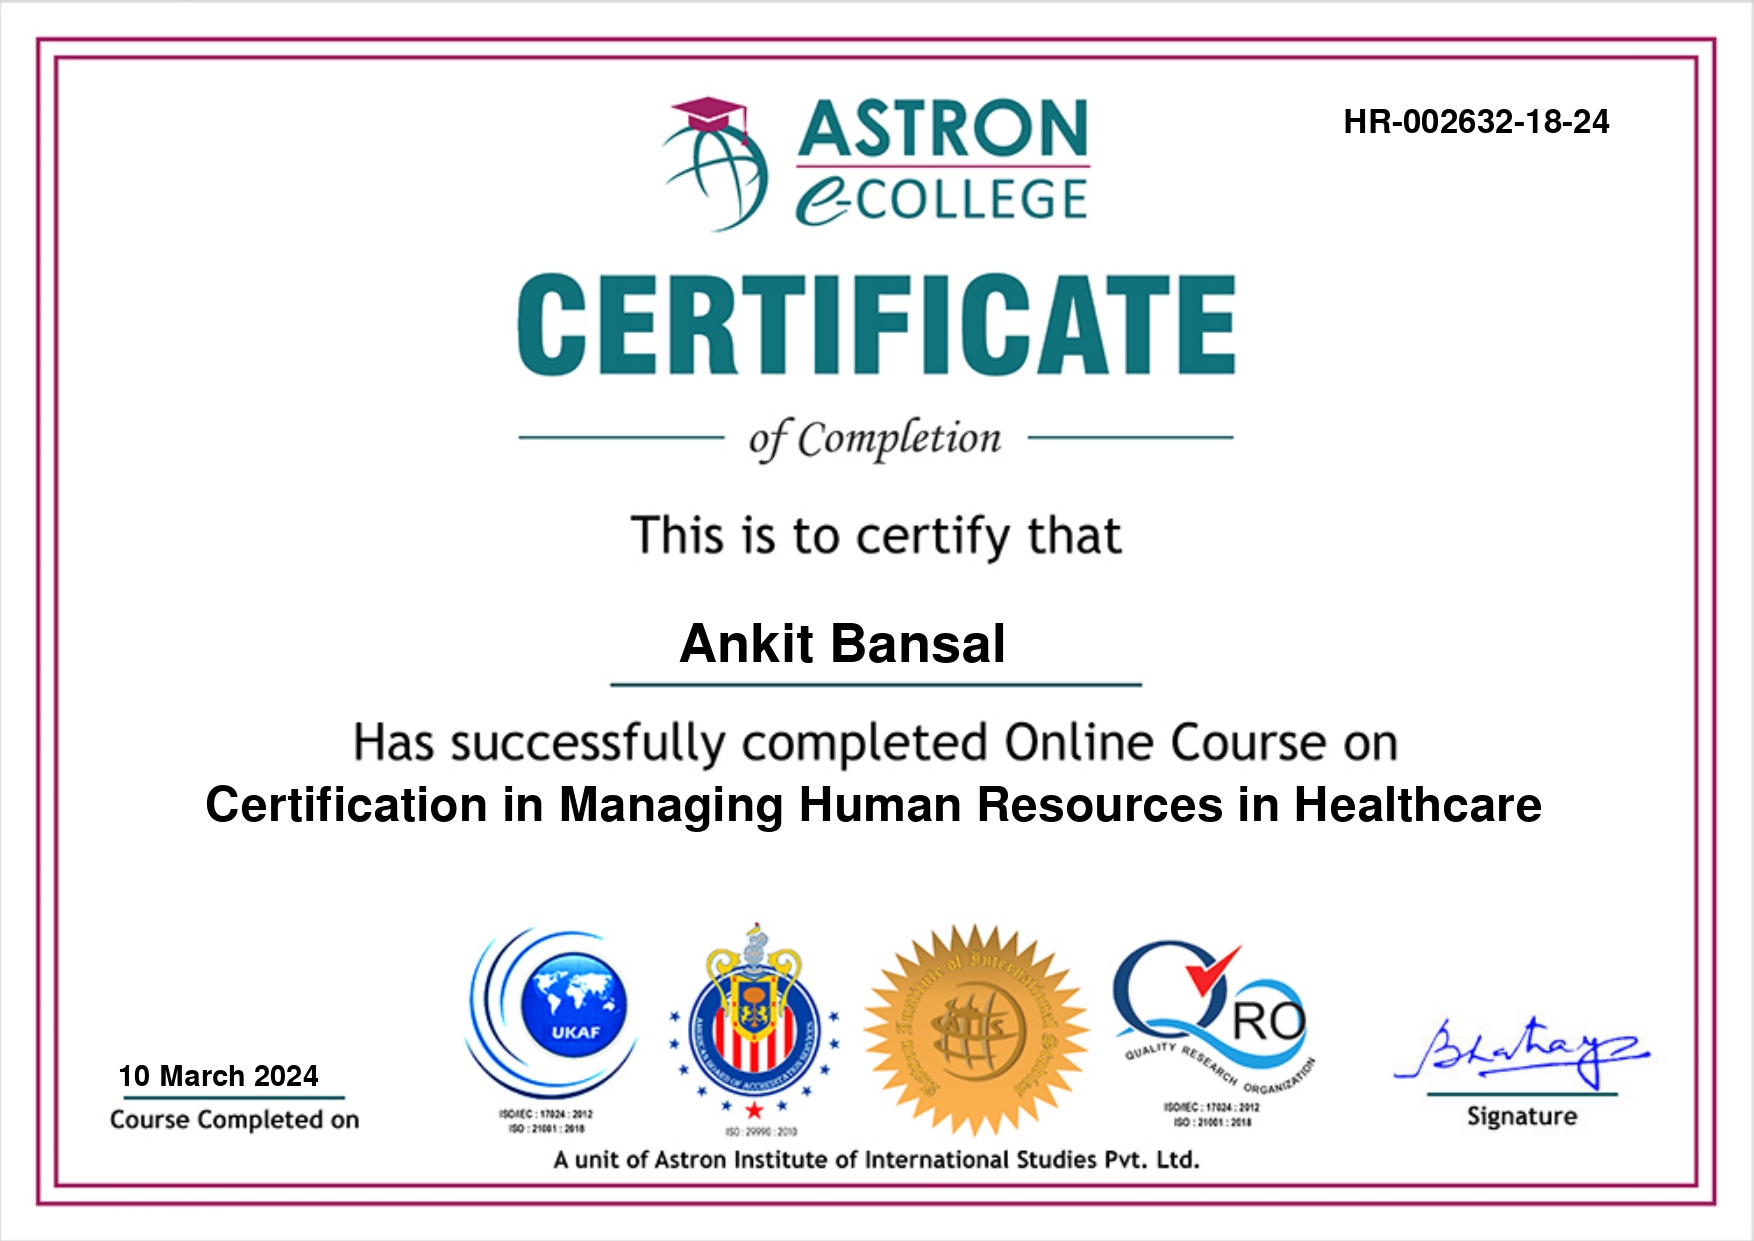 ASTRON
e-COLLEGE
HR-002632-18-24
CERTIFICATE
of Completion
This is to certify that
Ankit Bansal
Has successfully completed Online Course on
Certification in Managing Human Resources in Healthcare
UKAF
ISO/IEC : 17024 : 2012
ISO : 21001 : 2018
AMERICAN BOARD OF ACCREDITATION SERVICES
ISO : 29990 : 2010
Astron Institute of International Studies
AIIS
QRO
QUALITY RESEARCH ORGANIZATION
ISO/IEC : 17024 : 2012
ISO : 21001 : 2018
10 March 2024
Course Completed on
Signature
A unit of Astron Institute of International Studies Pvt. Ltd.